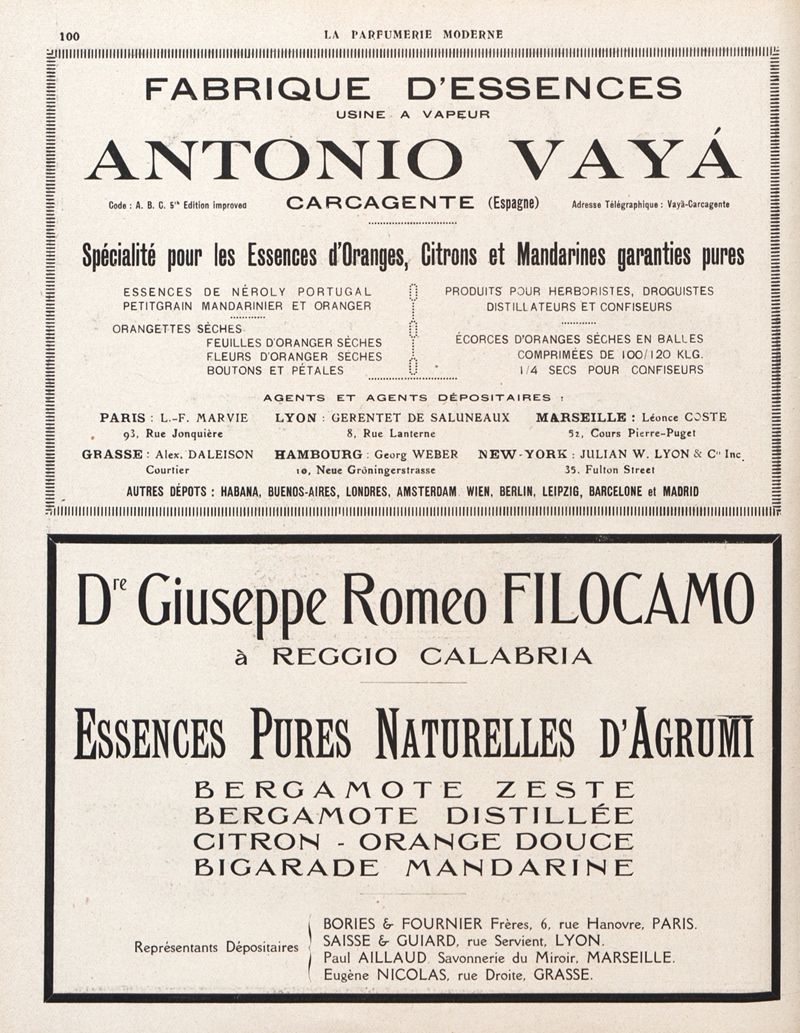 100
LA PARFUMERIE MODERNE
FABRIQUE D'ESSENCES
USINE A VAPEUR
ANTONIO VAYÁ
Code : A. B. C. 5th Edition improved
CARCAGENTE (Espagne)
Adresse Télégraphique : Vayà-Carcagente
Spécialité pour les Essences d'Oranges, Citrons et Mandarines garanties pures
ESSENCES DE NÉROLY PORTUGAL
PETITGRAIN MANDARINIER ET ORANGER
ORANGETTES SÈCHES
FEUILLES D'ORANGER SÈCHES
FLEURS D'ORANGER SÈCHES
BOUTONS ET PÉTALES
PRODUITS POUR HERBORISTES, DROGUISTES
DISTILLATEURS ET CONFISEURS
ÉCORCES D'ORANGES SÈCHES EN BALLES
COMPRIMÉES DE 100/120 KLG.
1/4 SECS POUR CONFISEURS
AGENTS ET AGENTS DÉPOSITAIRES :
PARIS : L.-F. MARVIE
93, Rue Jonquière
LYON : GERENTET DE SALUNEAUX
8, Rue Lanterne
MARSEILLE : Léonce COSTE
52, Cours Pierre-Puget
GRASSE : Alex. DALEISON
Courtier
HAMBOURG : Georg WEBER
10, Neue Gröningerstrasse
NEW-YORK : JULIAN W. LYON & Co Inc.
35. Fulton Street
AUTRES DÉPOTS : HABANA, BUENOS-AIRES, LONDRES, AMSTERDAM. WIEN, BERLIN, LEIPZIG, BARCELONE et MADRID
Dre Giuseppe Romeo FILOCAMO
à REGGIO CALABRIA
ESSENCES PURES NATURELLES D'AGRUMI
BERGAMOTE ZESTE
BERGAMOTE DISTILLÉE
CITRON - ORANGE DOUCE
BIGARADE MANDARINE
Représentants Dépositaires
BORIES & FOURNIER Frères, 6, rue Hanovre, PARIS.
SAISSE & GUIARD, rue Servient, LYON.
Paul AILLAUD. Savonnerie du Miroir, MARSEILLE.
Eugène NICOLAS, rue Droite, GRASSE.